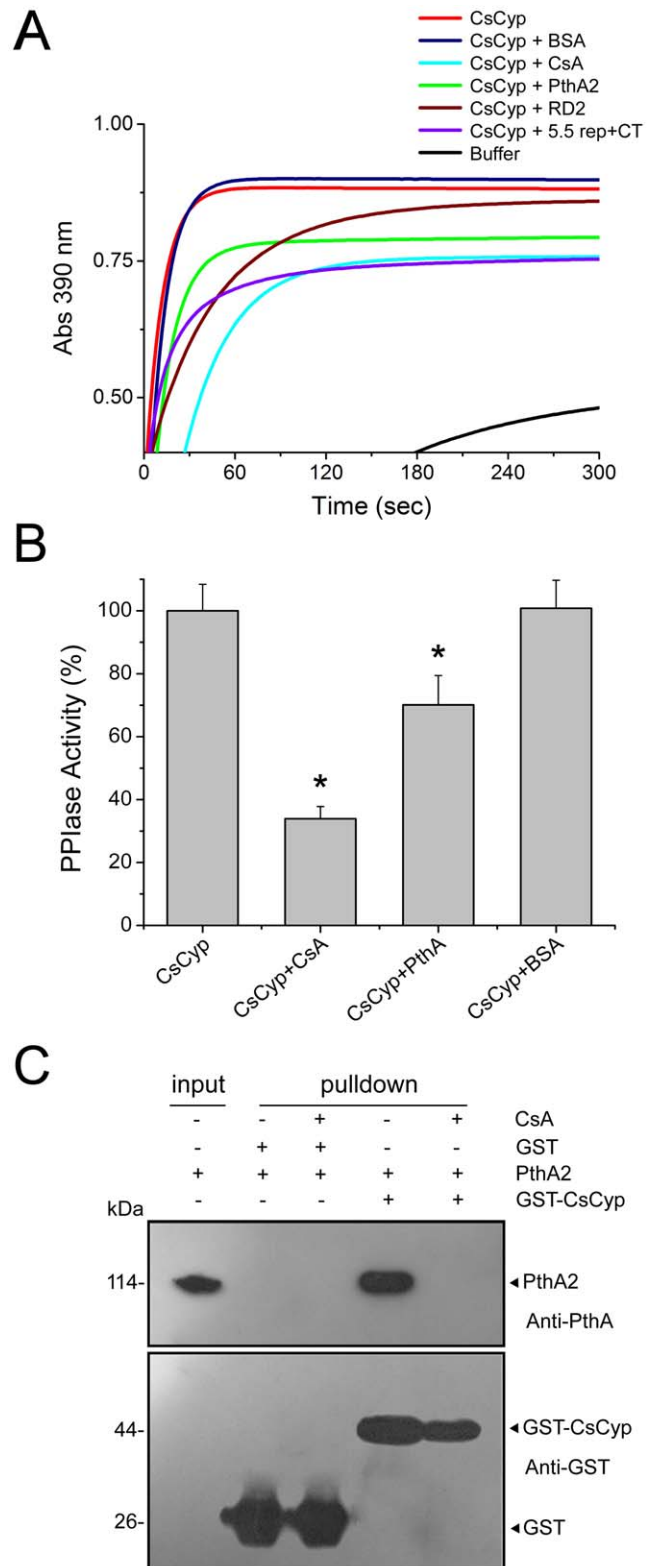 A
CsCyp
CsCyp + BSA
CsCyp + CsA
CsCyp + PthA2
CsCyp + RD2
CsCyp + 5.5 rep+CT
Buffer
1.00
0.75
0.50
Abs 390 nm
0 60 120 180 240 300
Time (sec)
B
100
80
60
40
20
0
PPIase Activity (%)
* *
CsCyp CsCyp+CsA CsCyp+PthA CsCyp+BSA
C
input pulldown
- - + - + CsA
- + + - - GST
+ + + + + PthA2
- - - + + GST-CsCyp
kDa
114- ◄PthA2
Anti-PthA
44- ◄GST-CsCyp
Anti-GST
26- ◄GST